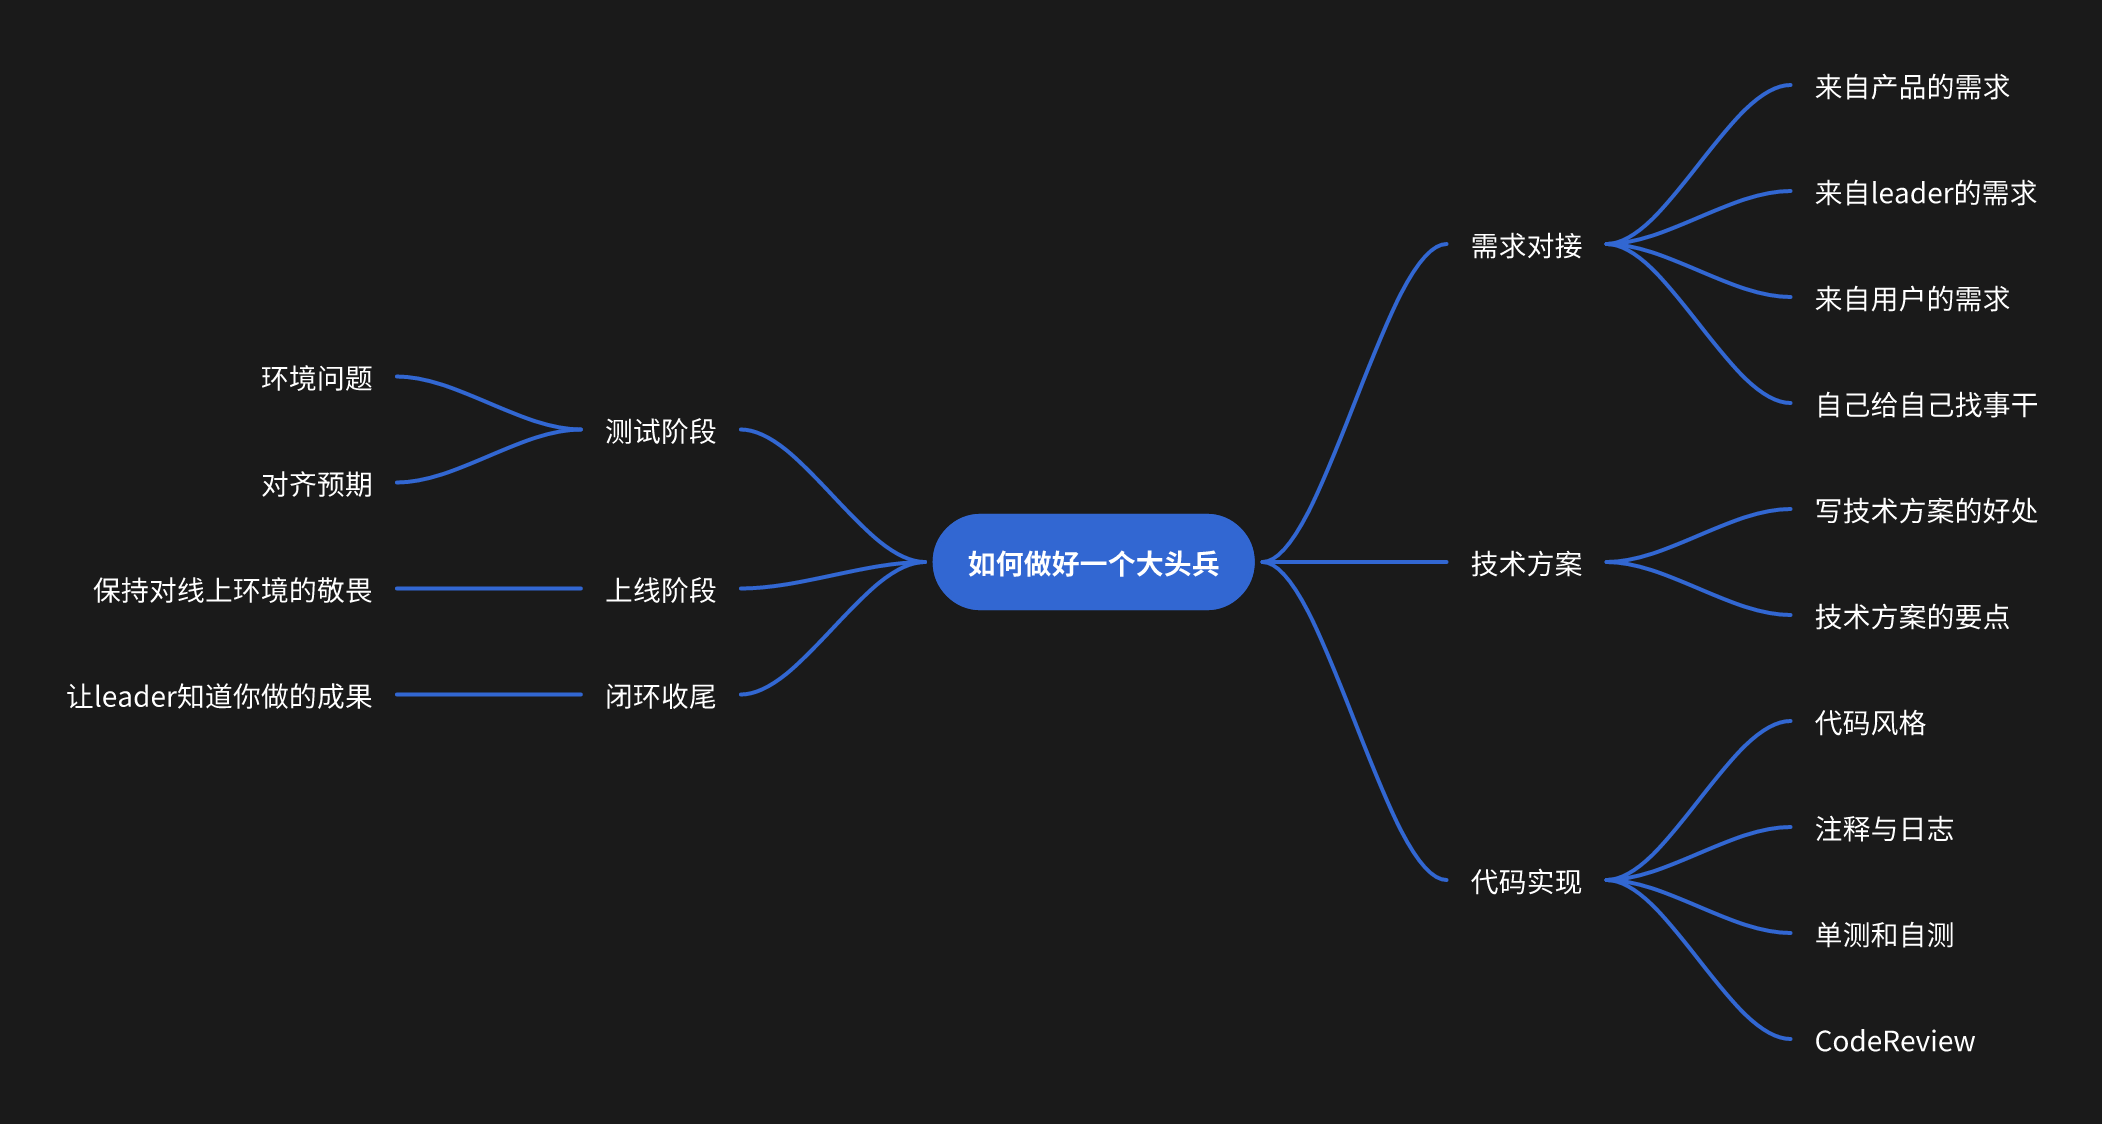 如何做好一个大头兵
需求对接
来自产品的需求
来自leader的需求
来自用户的需求
自己给自己找事干
技术方案
写技术方案的好处
技术方案的要点
代码实现
代码风格
注释与日志
单测和自测
CodeReview
测试阶段
环境问题
对齐预期
上线阶段
保持对线上环境的敬畏
闭环收尾
让leader知道你做的成果